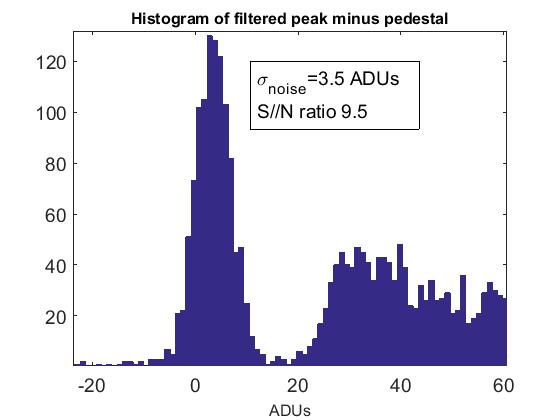 Histogram of filtered peak minus pedestal
σnoise=3.5 ADUs
S//N ratio 9.5
120
100
80
60
40
20
-20 0 20 40 60
ADUs